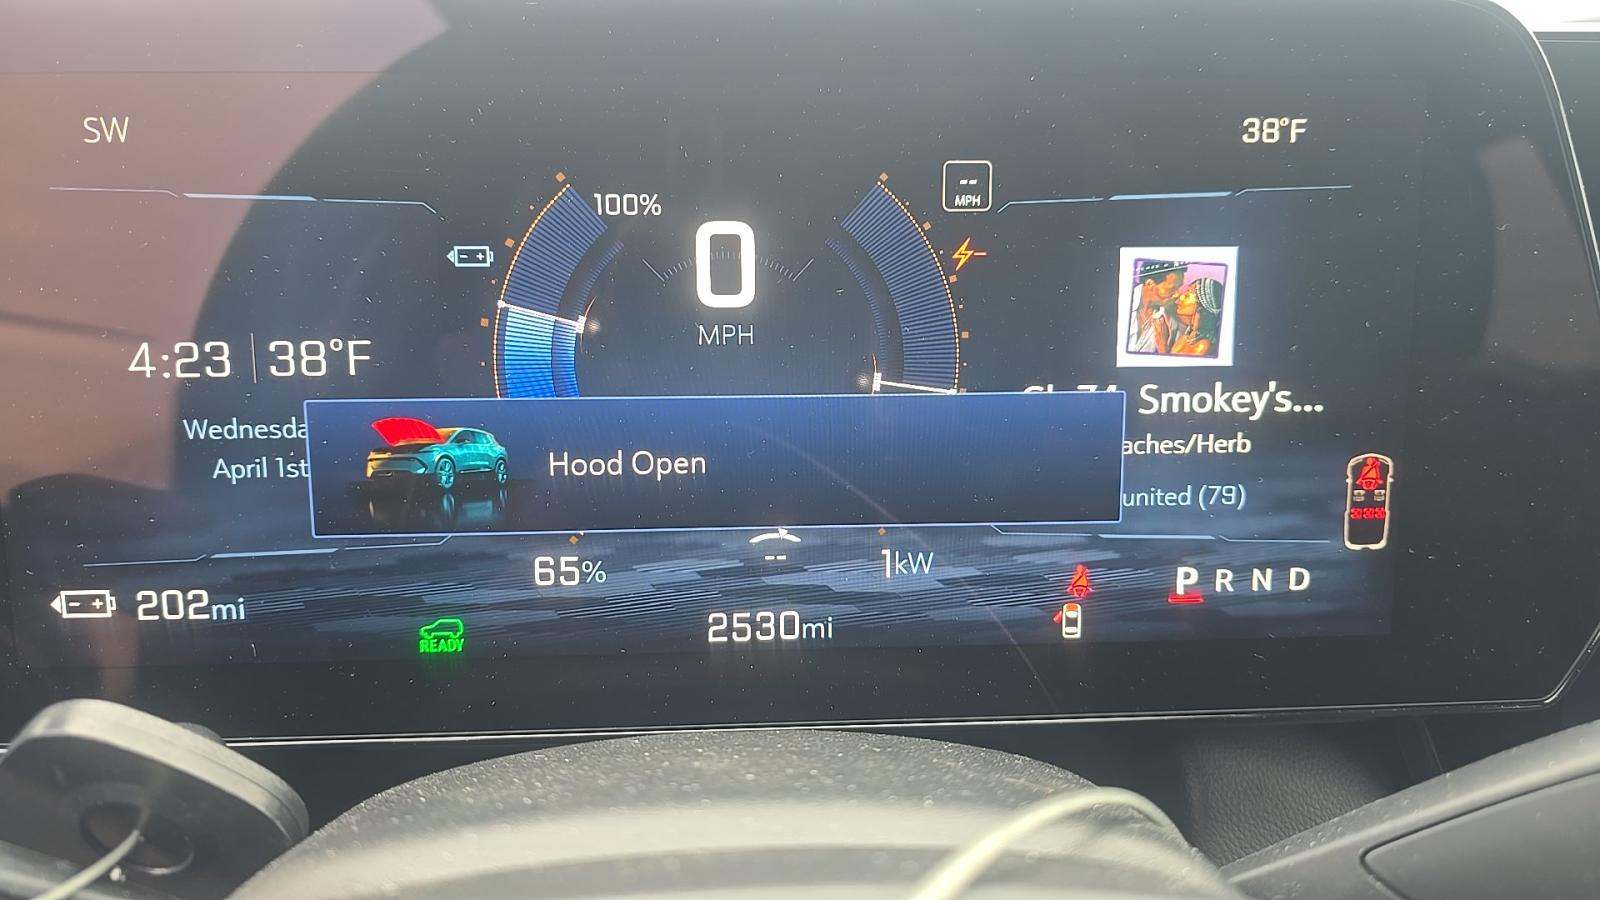 SW
38°F
100%
--
MPH
0
MPH
4:23 38°F
Smokey's...
Wednesda
aches/Herb
Hood Open
April 1st
united (79)
65%
--
1kW
P R N D
202mi
READY
2530mi